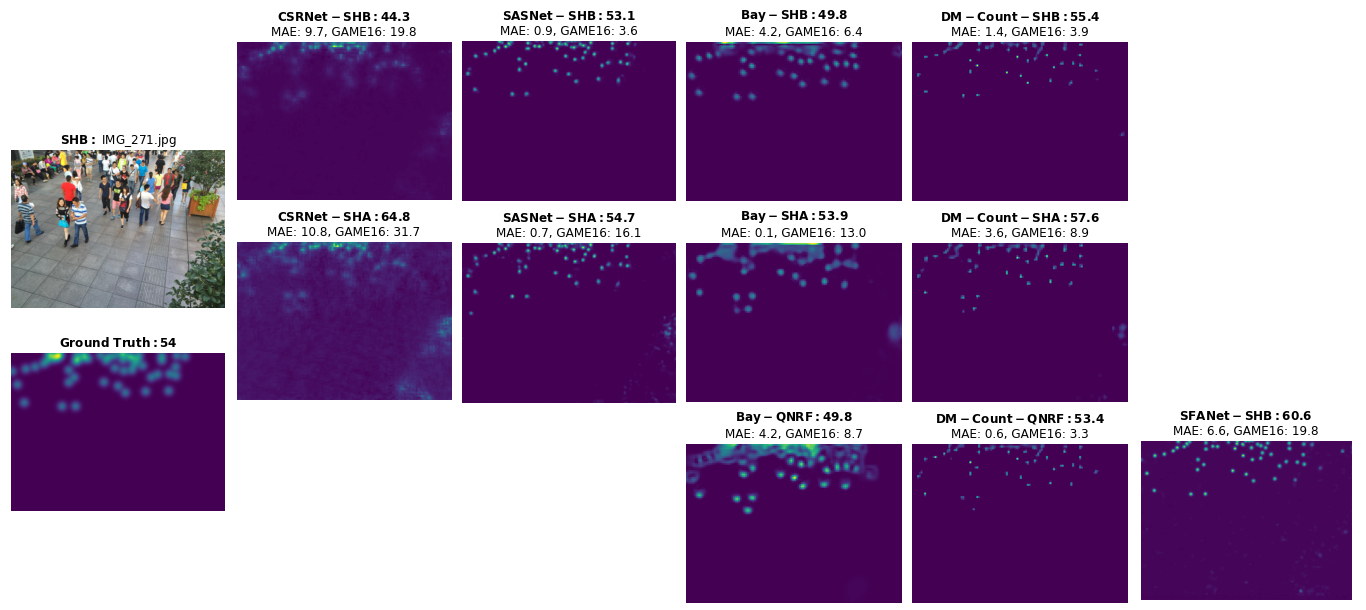 CSRNet−SHB: 44.3
MAE: 9.7, GAME16: 19.8
SASNet−SHB: 53.1
MAE: 0.9, GAME16: 3.6
Bay−SHB: 49.8
MAE: 4.2, GAME16: 6.4
DM−Count−SHB: 55.4
MAE: 1.4, GAME16: 3.9
SHB: IMG_271.jpg
CSRNet−SHA: 64.8
MAE: 10.8, GAME16: 31.7
SASNet−SHA: 54.7
MAE: 0.7, GAME16: 16.1
Bay−SHA: 53.9
MAE: 0.1, GAME16: 13.0
DM−Count−SHA: 57.6
MAE: 3.6, GAME16: 8.9
Ground Truth: 54
Bay−QNRF: 49.8
MAE: 4.2, GAME16: 8.7
DM−Count−QNRF: 53.4
MAE: 0.6, GAME16: 3.3
SFANet−SHB: 60.6
MAE: 6.6, GAME16: 19.8